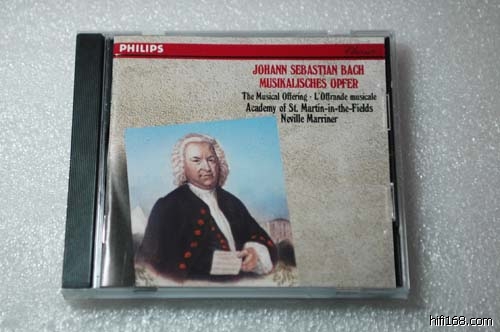 PHILIPS
Classics
JOHANN SEBASTIAN BACH
MUSIKALISCHES OPFER
The Musical Offering · L'Offrande musicale
Academy of St. Martin-in-the-Fields
Neville Marriner
hifi168.com